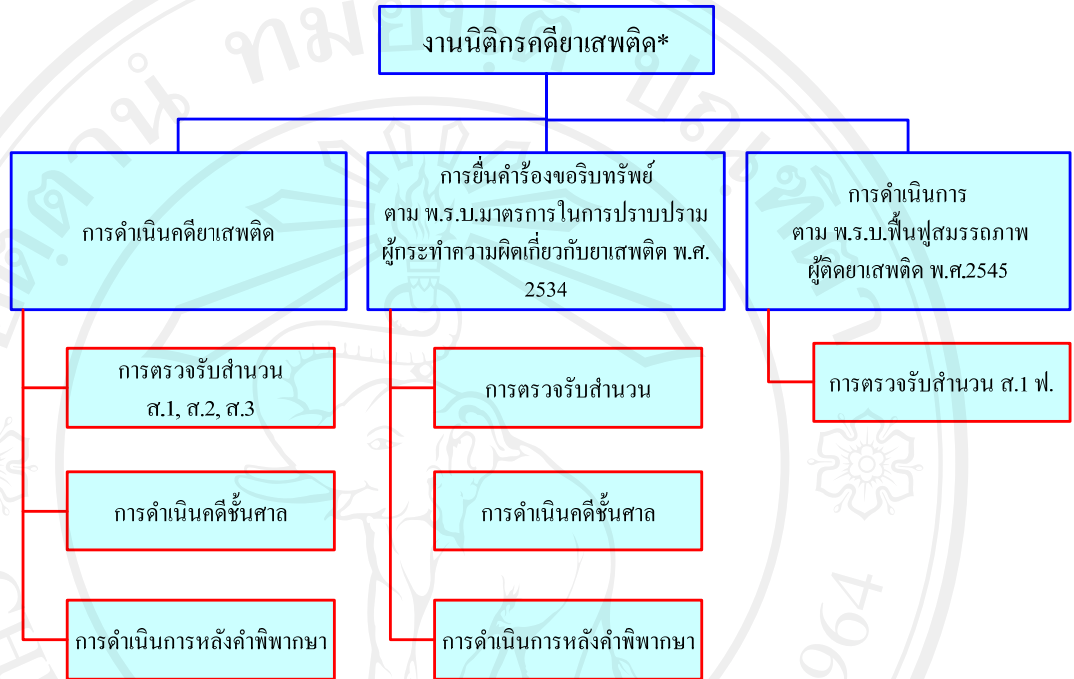 งานนิติกรคดียาเสพติด*
การดำเนินคดียาเสพติด
การยื่นคำร้องขอริบทรัพย์
ตาม พ.ร.บ.มาตรการในการปราบปราม
ผู้กระทำความผิดเกี่ยวกับยาเสพติด พ.ศ.
2534
การดำเนินการ
ตาม พ.ร.บ.ฟื้นฟูสมรรถภาพ
ผู้ติดยาเสพติด พ.ศ.2545
การตรวจรับสำนวน
ส.1, ส.2, ส.3
การดำเนินคดีชั้นศาล
การดำเนินการหลังคำพิพากษา
การตรวจรับสำนวน
การดำเนินคดีชั้นศาล
การดำเนินการหลังคำพิพากษา
การตรวจรับสำนวน ส.1 ฟ.
1964